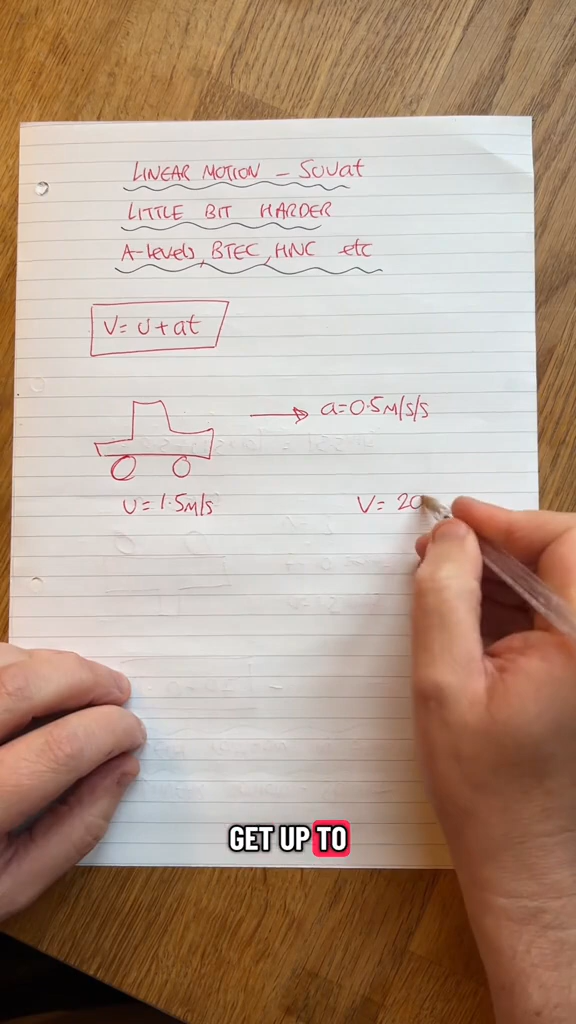 LINEAR MOTION - SUVAT
LITTLE BIT HARDER
A-levels, BTEC, HNC etc
V= u+at
a=0.5m/s/s
u= 1.5m/s
V= 20
GET UP TO